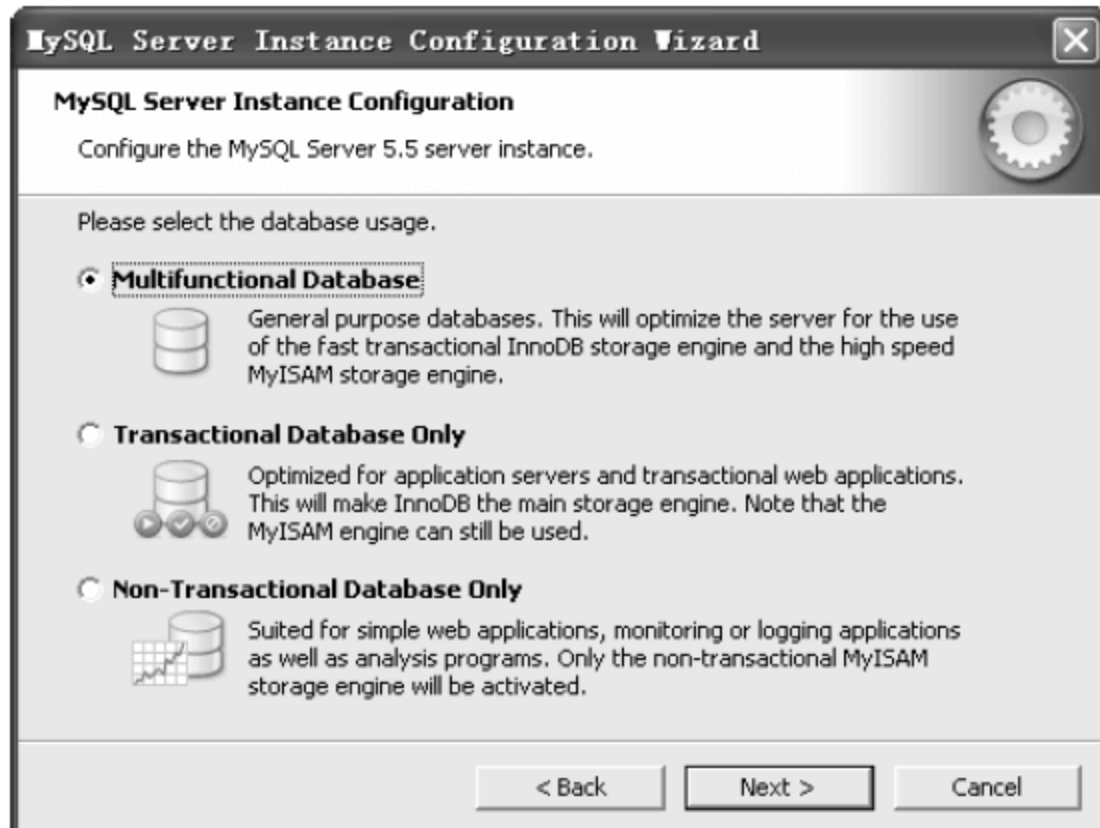 MySQL Server Instance Configuration Wizard
MySQL Server Instance Configuration
Configure the MySQL Server 5.5 server instance.
Please select the database usage.
Multifunctional Database
General purpose databases. This will optimize the server for the use
of the fast transactional InnoDB storage engine and the high speed
MyISAM storage engine.
Transactional Database Only
Optimized for application servers and transactional web applications.
This will make InnoDB the main storage engine. Note that the
MyISAM engine can still be used.
Non-Transactional Database Only
Suited for simple web applications, monitoring or logging applications
as well as analysis programs. Only the non-transactional MyISAM
storage engine will be activated.
< Back Next > Cancel